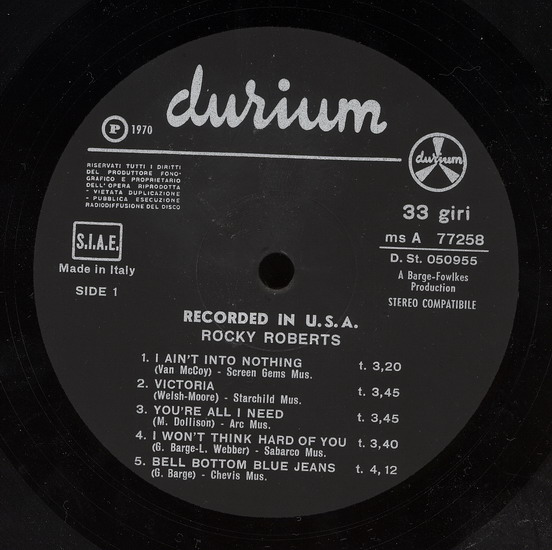 durium
P 1970
RISERVATI TUTTI I DIRITTI
DEL PRODUTTORE FONO-
GRAFICO E PROPRIETARIO
DELL'OPERA RIPRODOTTA
- VIETATA DUPLICAZIONE
- PUBBLICA ESECUZIONE
RADIODIFFUSIONE DEL DISCO
durium
33 giri
ms A 77258
D. St. 050955
A Barge-Fowlkes
Production
STEREO COMPATIBILE
S.I.A.E.
Made in Italy
SIDE 1
RECORDED IN U.S.A.
ROCKY ROBERTS
1. I AIN'T INTO NOTHING t. 3,20
(Van McCoy) - Screen Gems Mus.
2. VICTORIA t. 3,45
(Welsh-Moore) - Starchild Mus.
3. YOU'RE ALL I NEED t. 3,45
(M. Dollison) - Arc Mus.
4. I WON'T THINK HARD OF YOU t. 3,40
(G. Barge-L. Webber) - Sabarco Mus.
5. BELL BOTTOM BLUE JEANS t. 4,12
(G. Barge) - Chevis Mus.